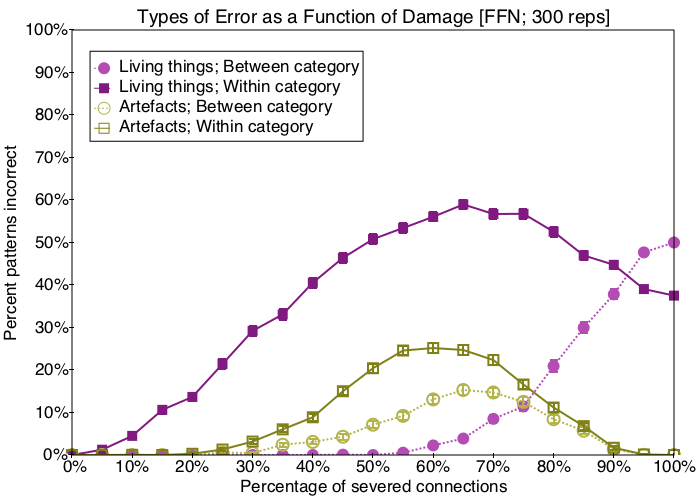 Types of Error as a Function of Damage [FFN; 300 reps]
100%
90%
80%
70%
60%
50%
40%
30%
20%
10%
0%
Percent patterns incorrect
Living things; Between category
Living things; Within category
Artefacts; Between category
Artefacts; Within category
0% 10% 20% 30% 40% 50% 60% 70% 80% 90% 100%
Percentage of severed connections